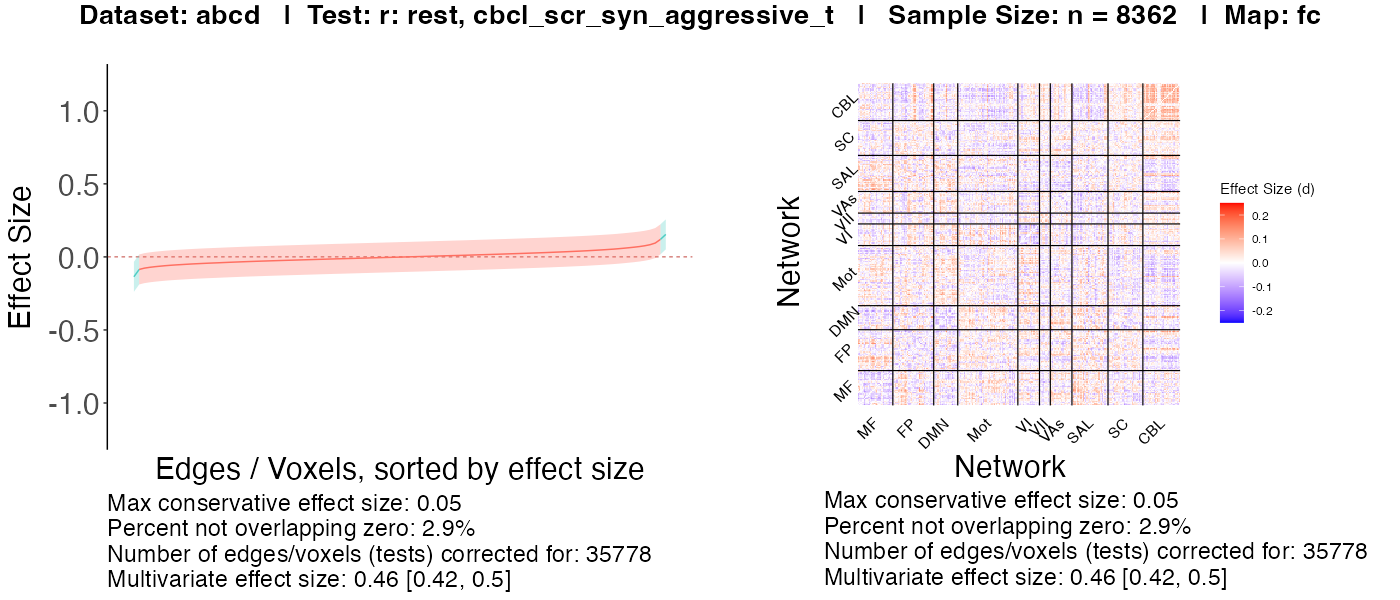 Dataset: abcd | Test: r: rest, cbcl_scr_syn_aggressive_t | Sample Size: n = 8362 | Map: fc
Effect Size
1.0
0.5
0.0
-0.5
-1.0
Edges / Voxels, sorted by effect size
Max conservative effect size: 0.05
Percent not overlapping zero: 2.9%
Number of edges/voxels (tests) corrected for: 35778
Multivariate effect size: 0.46 [0.42, 0.5]
Network
CBL
SC
SAL
VAs
VII
VI
Mot
DMN
FP
MF
MF
FP
DMN
Mot
VI
VII
VAs
SAL
SC
CBL
Network
Effect Size (d)
0.2
0.1
0.0
-0.1
-0.2
Max conservative effect size: 0.05
Percent not overlapping zero: 2.9%
Number of edges/voxels (tests) corrected for: 35778
Multivariate effect size: 0.46 [0.42, 0.5]